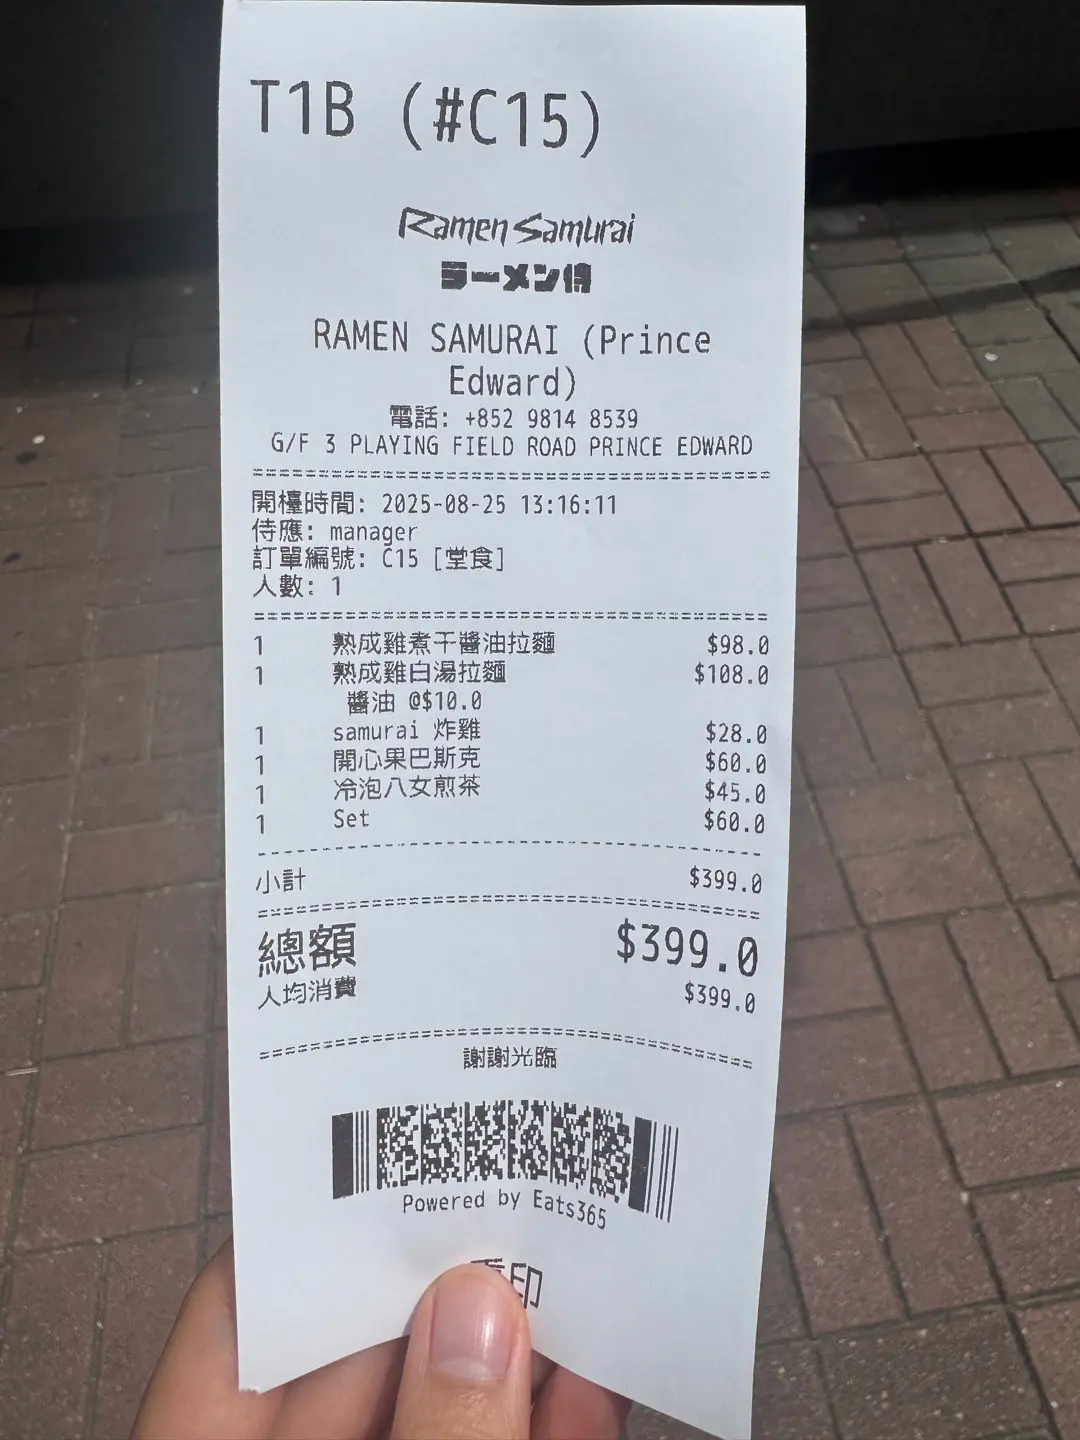 T1B (#C15)
Ramen Samurai
ラーメン侍
RAMEN SAMURAI (Prince
Edward)
電話: +852 9814 8539
G/F 3 PLAYING FIELD ROAD PRINCE EDWARD
開檯時間: 2025-08-25 13:16:11
侍應: manager
訂單編號: C15 [堂食]
人數: 1
1 熟成雞煮干醬油拉麵 $98.0
1 熟成雞白湯拉麵 $108.0
醬油 @$10.0
1 samurai 炸雞 $28.0
1 開心果巴斯克 $60.0
1 冷泡八女煎茶 $45.0
1 Set $60.0
小計 $399.0
總額 $399.0
人均消費 $399.0
謝謝光臨
Powered by Eats365
印